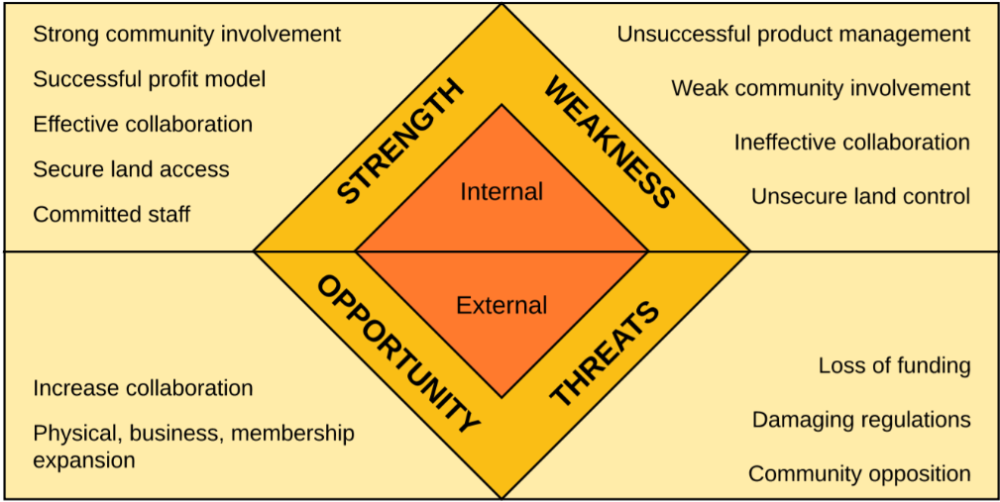 Strong community involvement
Successful profit model
Effective collaboration
Secure land access
Committed staff
STRENGTH
WEAKNESS
Unsuccessful product management
Weak community involvement
Ineffective collaboration
Unsecure land control
Internal
External
OPPORTUNITY
Increase collaboration
Physical, business, membership
expansion
THREATS
Loss of funding
Damaging regulations
Community opposition